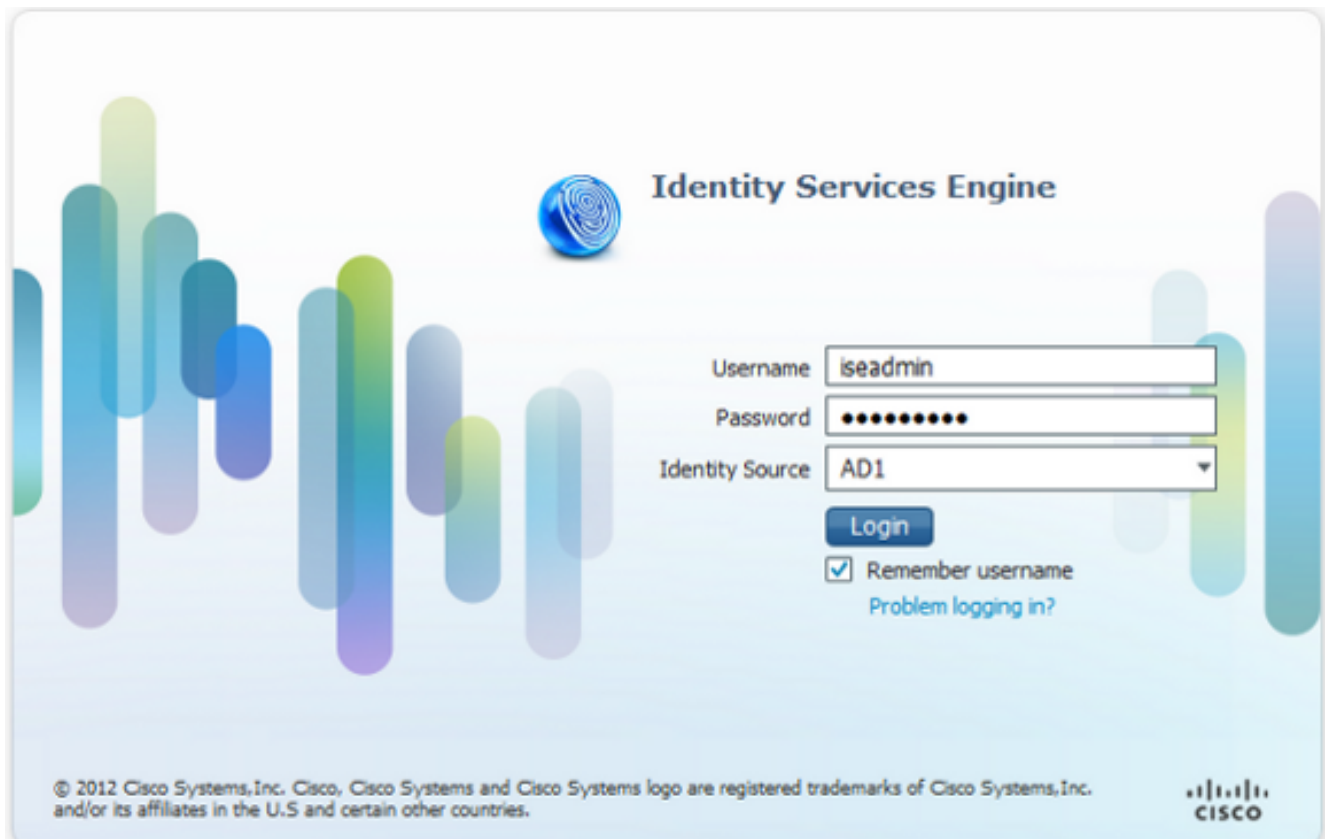 Identity Services Engine
Username iseadmin
Password •••••••••
Identity Source AD1
Login
Remember username
Problem logging in?
© 2012 Cisco Systems,Inc. Cisco, Cisco Systems and Cisco Systems logo are registered trademarks of Cisco Systems,Inc.
and/or its affiliates in the U.S and certain other countries.
CISCO